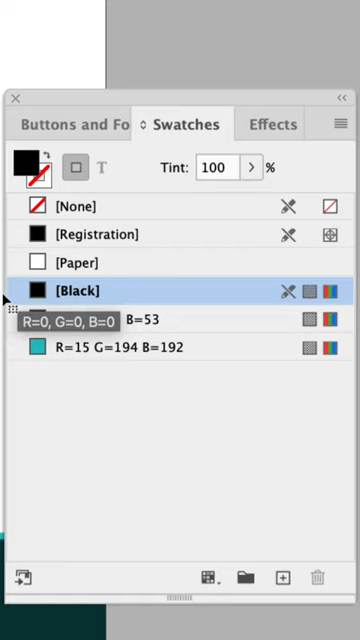 Buttons and Fo
Swatches
Effects
T
Tint:
100
%
[None]
[Registration]
[Paper]
[Black]
B=53
R=0, G=0, B=0
R=15 G=194 B=192